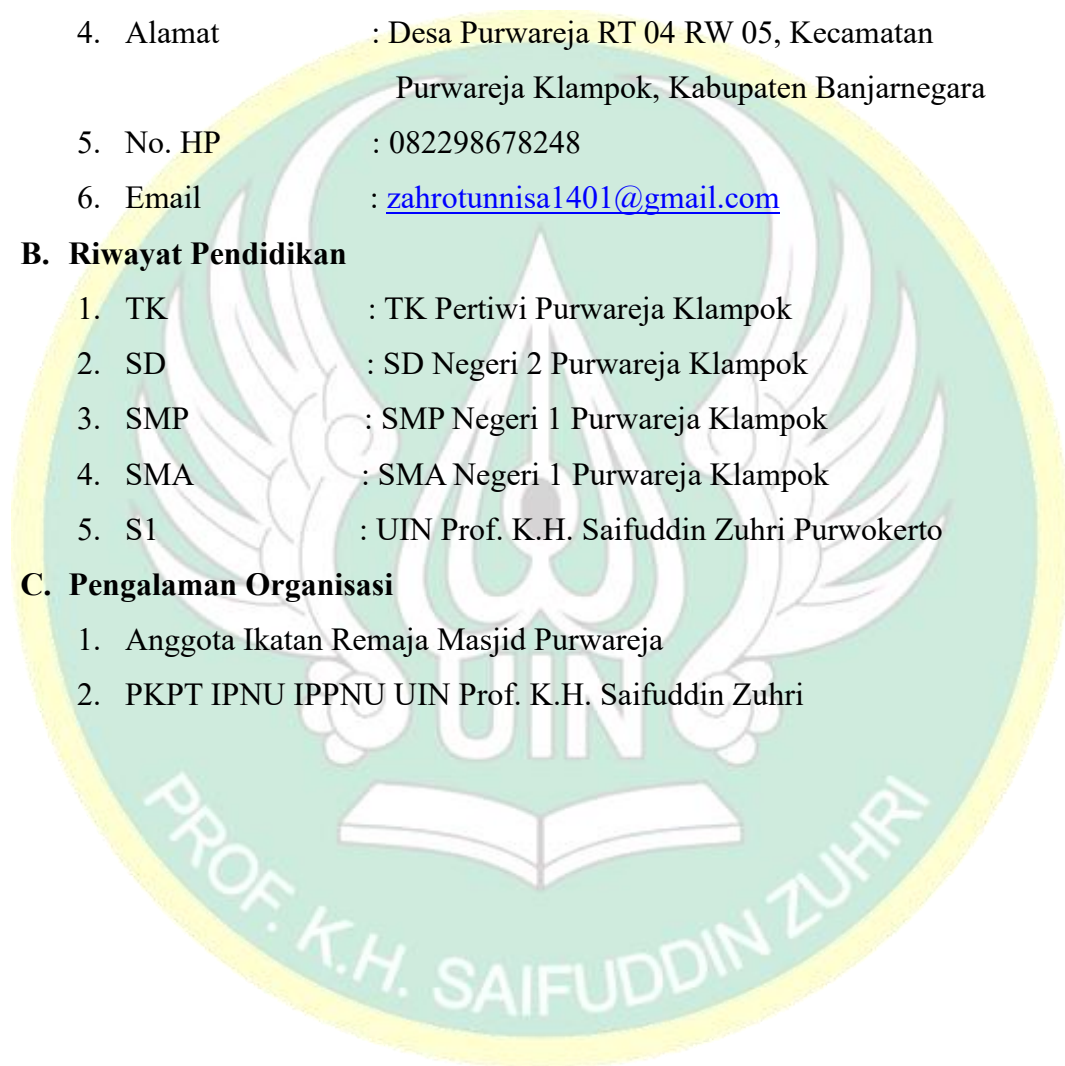 4. Alamat : Desa Purwareja RT 04 RW 05, Kecamatan
Purwareja Klampok, Kabupaten Banjarnegara
5. No. HP : 082298678248
6. Email : zahrotunnisa1401@gmail.com
B. Riwayat Pendidikan
1. TK : TK Pertiwi Purwareja Klampok
2. SD : SD Negeri 2 Purwareja Klampok
3. SMP : SMP Negeri 1 Purwareja Klampok
4. SMA : SMA Negeri 1 Purwareja Klampok
5. S1 : UIN Prof. K.H. Saifuddin Zuhri Purwokerto
C. Pengalaman Organisasi
1. Anggota Ikatan Remaja Masjid Purwareja
2. PKPT IPNU IPPNU UIN Prof. K.H. Saifuddin Zuhri
UIN
PROF. K.H. SAIFUDDIN ZUHRI